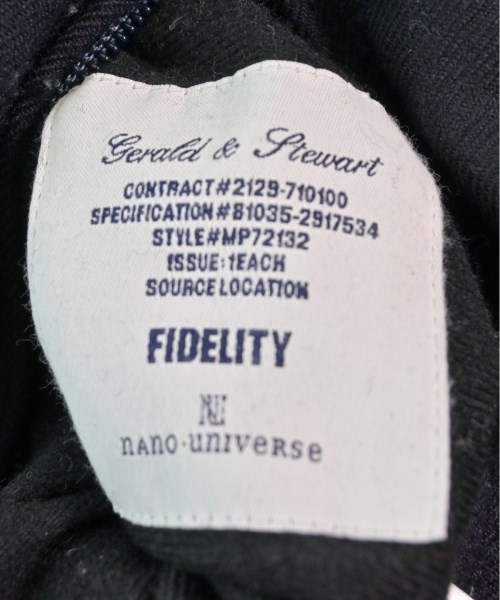 Gerald & Stewart
CONTRACT#2129-710100
SPECIFICATION#81035-2917534
STYLE#MP72132
ISSUE:1EACH
SOURCE LOCATION
FIDELITY
NU
nano·universe